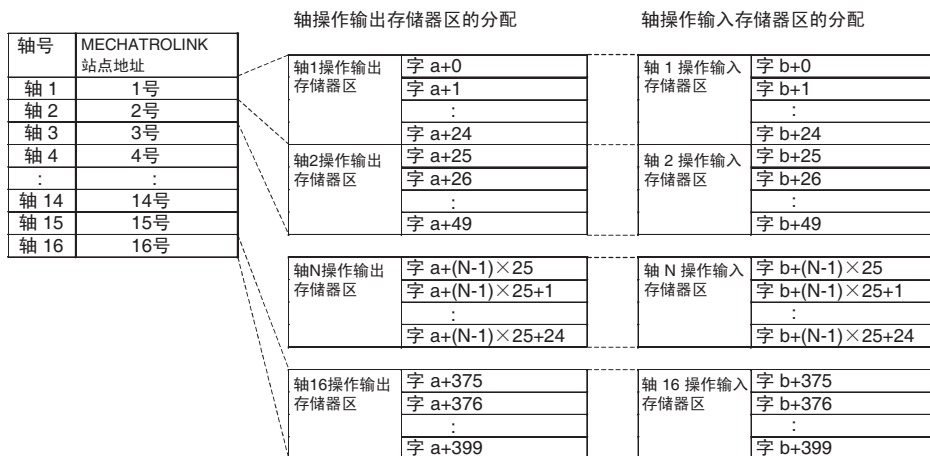 轴操作输出存储器区的分配 轴操作输入存储器区的分配
轴号 MECHATROLINK
站点地址
轴 1 1号
轴 2 2号
轴 3 3号
轴 4 4号
: :
轴 14 14号
轴 15 15号
轴 16 16号
轴1操作输出
存储器区
字 a+0
字 a+1
:
字 a+24
轴2操作输出
存储器区
字 a+25
字 a+26
:
字 a+49
轴N操作输出
存储器区
字 a+(N-1)×25
字 a+(N-1)×25+1
:
字 a+(N-1)×25+24
轴16操作输出
存储器区
字 a+375
字 a+376
:
字 a+399
轴 1 操作输入
存储器区
字 b+0
字 b+1
:
字 b+24
轴 2 操作输入
存储器区
字 b+25
字 b+26
:
字 b+49
轴 N 操作输入
存储器区
字 b+(N-1)×25
字 b+(N-1)×25+1
:
字 b+(N-1)×25+24
轴 16 操作输入
存储器区
字 b+375
字 b+376
:
字 b+399